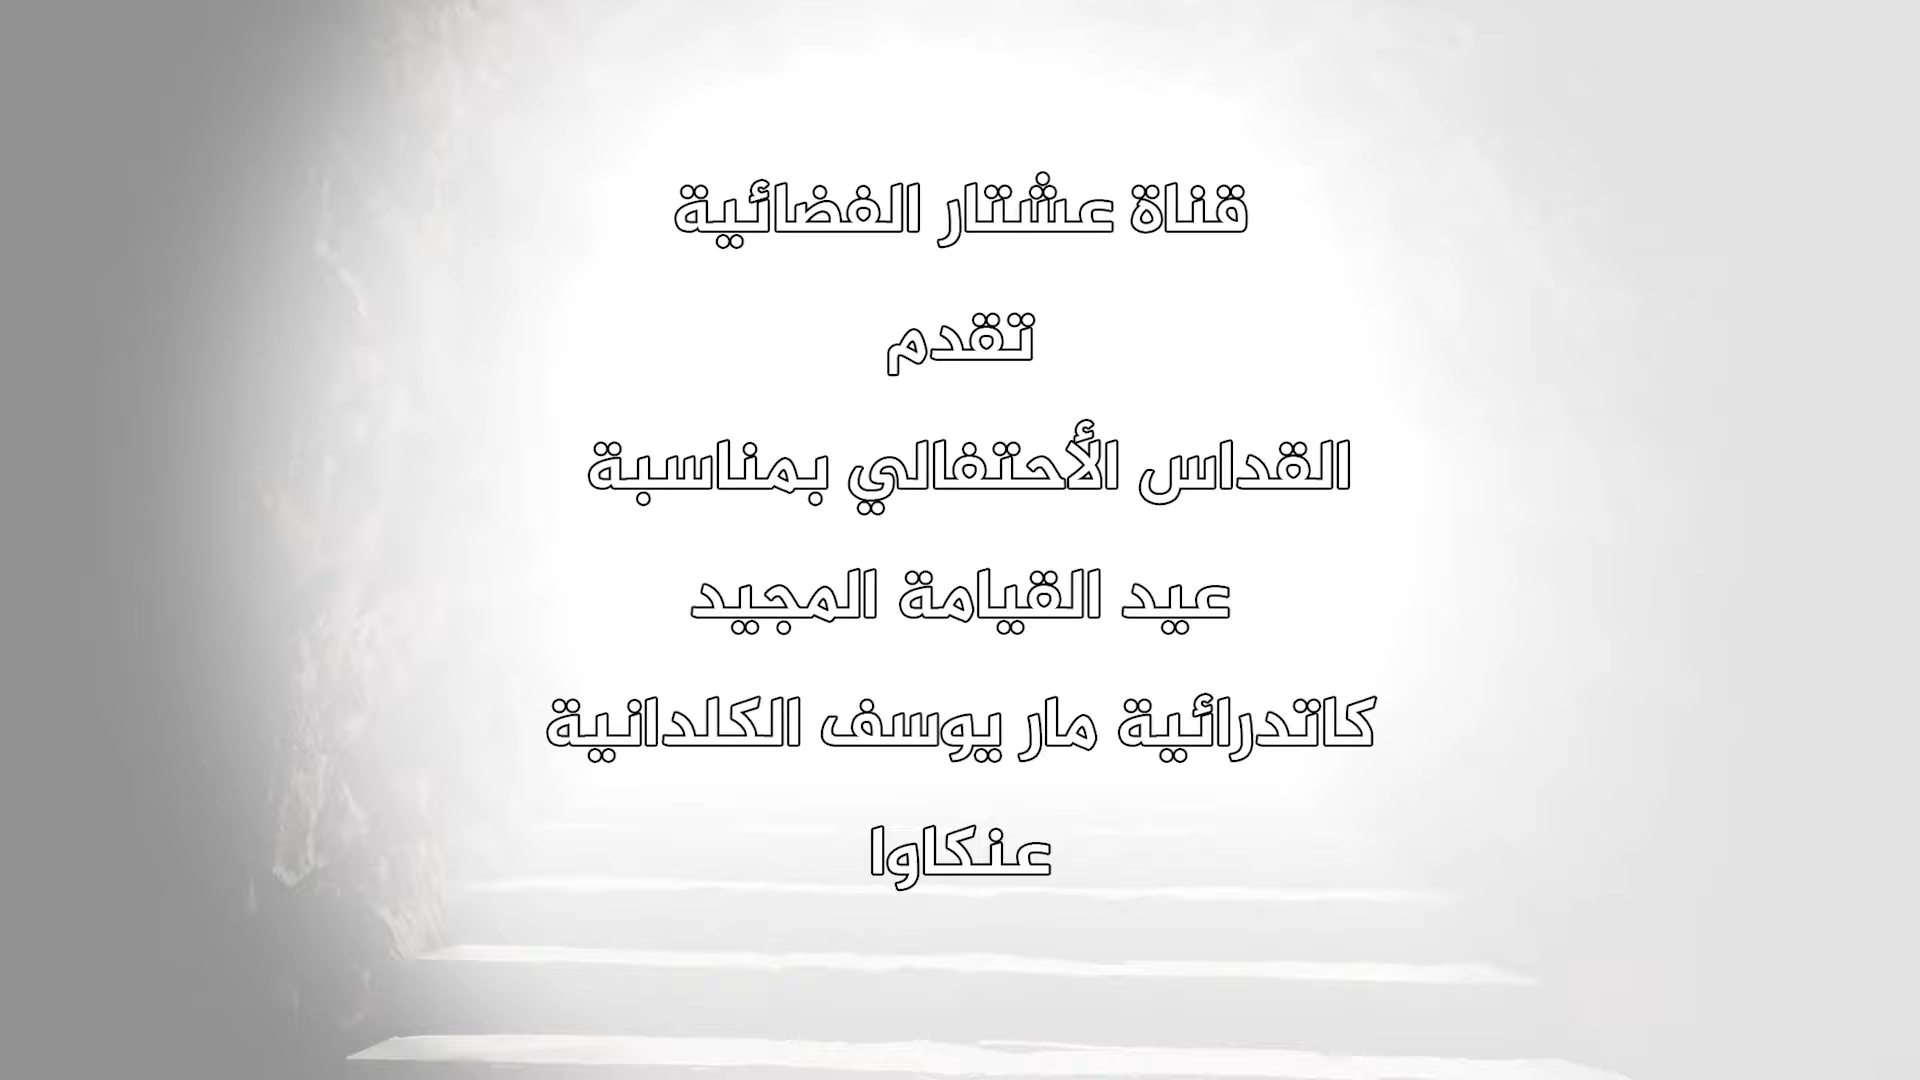 قناة عشتار الفضائية
تقدم
القداس الأحتفالي بمناسبة
عيد القيامة المجيد
كاتدرائية مار يوسف الكلدانية
عنكاوا